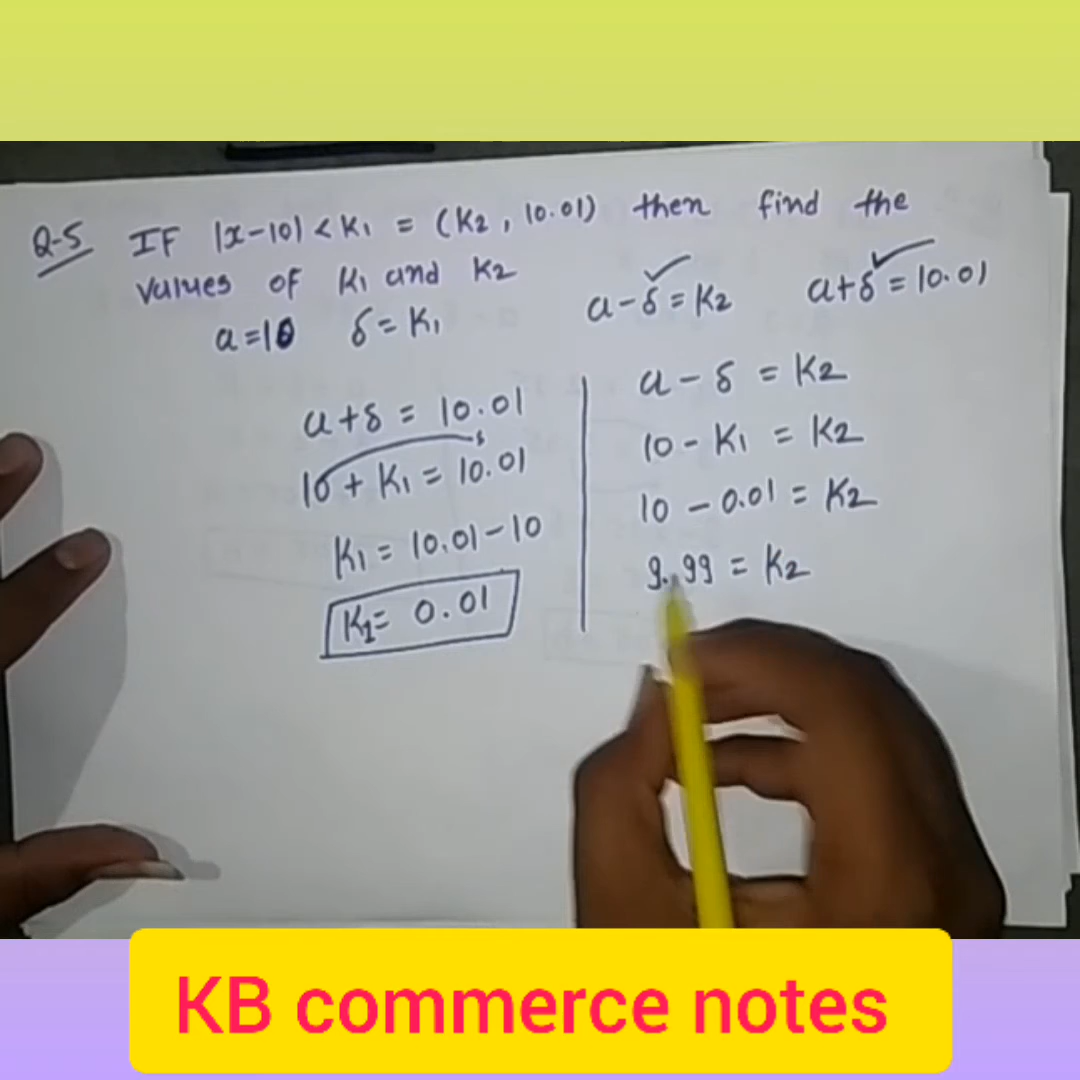 Q-5 IF |x-10| < K₁ = (K₂, 10.01) then find the
values of K₁ and K₂
a=10 δ= K₁
a-δ = K₂ a+δ = 10.01
a+δ = 10.01
10 + K₁ = 10.01
K₁ = 10.01-10
K₁= 0.01
a - δ = K₂
10 - K₁ = K₂
10 - 0.01 = K₂
9.99 = K₂
KB commerce notes